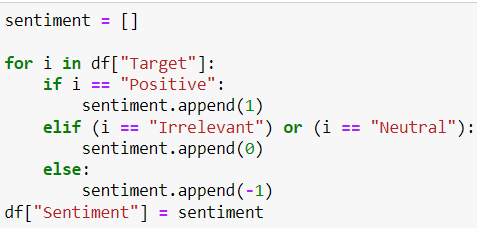 sentiment = []
for i in df["Target"]:
    if i == "Positive":
        sentiment.append(1)
    elif (i == "Irrelevant") or (i == "Neutral"):
        sentiment.append(0)
    else:
        sentiment.append(-1)
df["Sentiment"] = sentiment